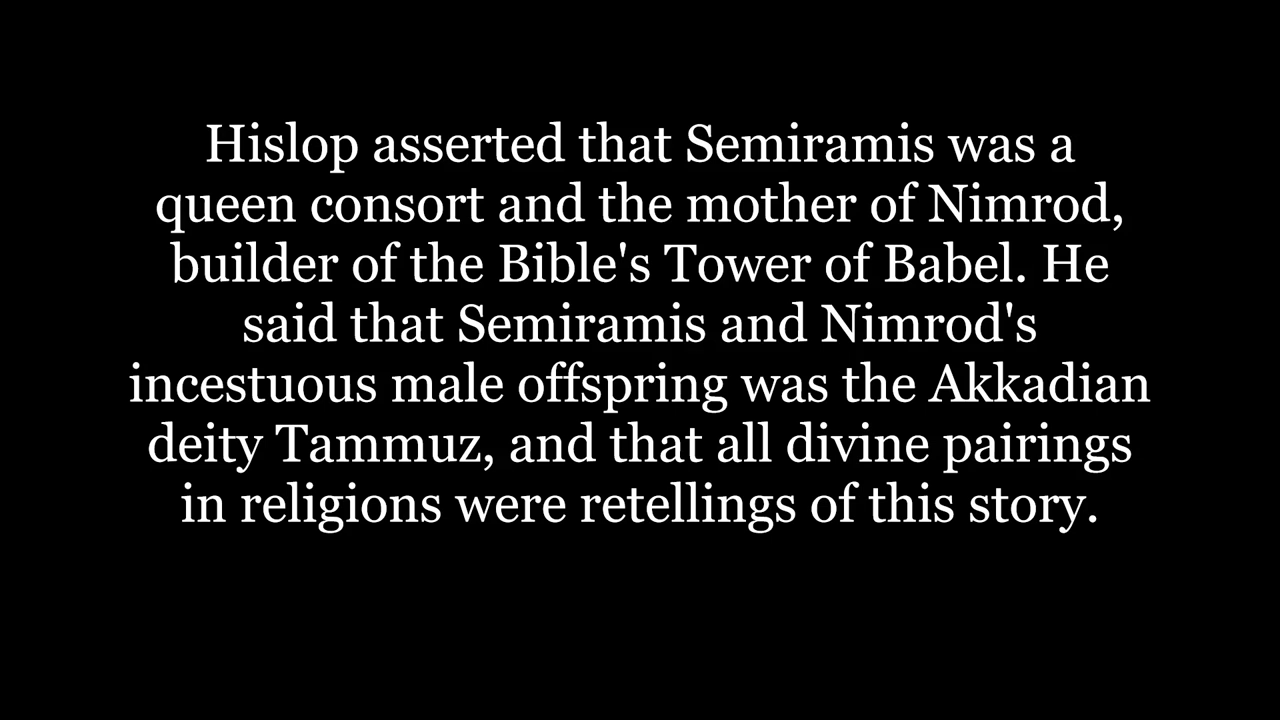 Hislop asserted that Semiramis was a
queen consort and the mother of Nimrod,
builder of the Bible's Tower of Babel. He
said that Semiramis and Nimrod's
incestuous male offspring was the Akkadian
deity Tammuz, and that all divine pairings
in religions were retellings of this story.